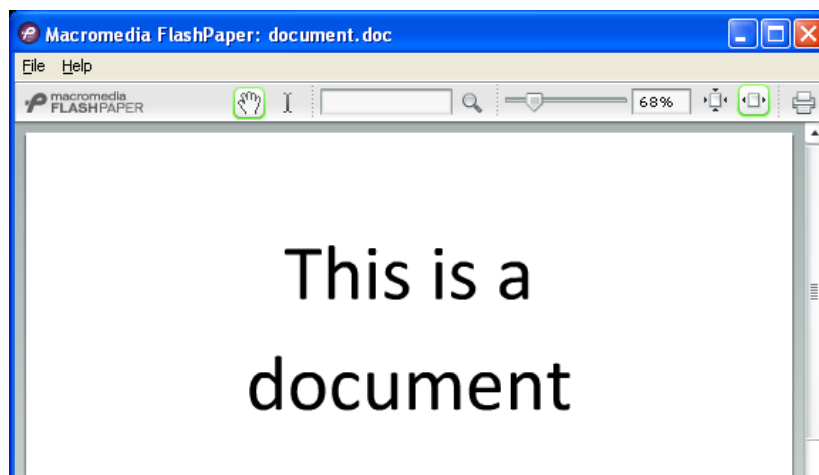 Macromedia FlashPaper: document.doc
File Help
macromedia
FLASHPAPER
68%
This is a
document